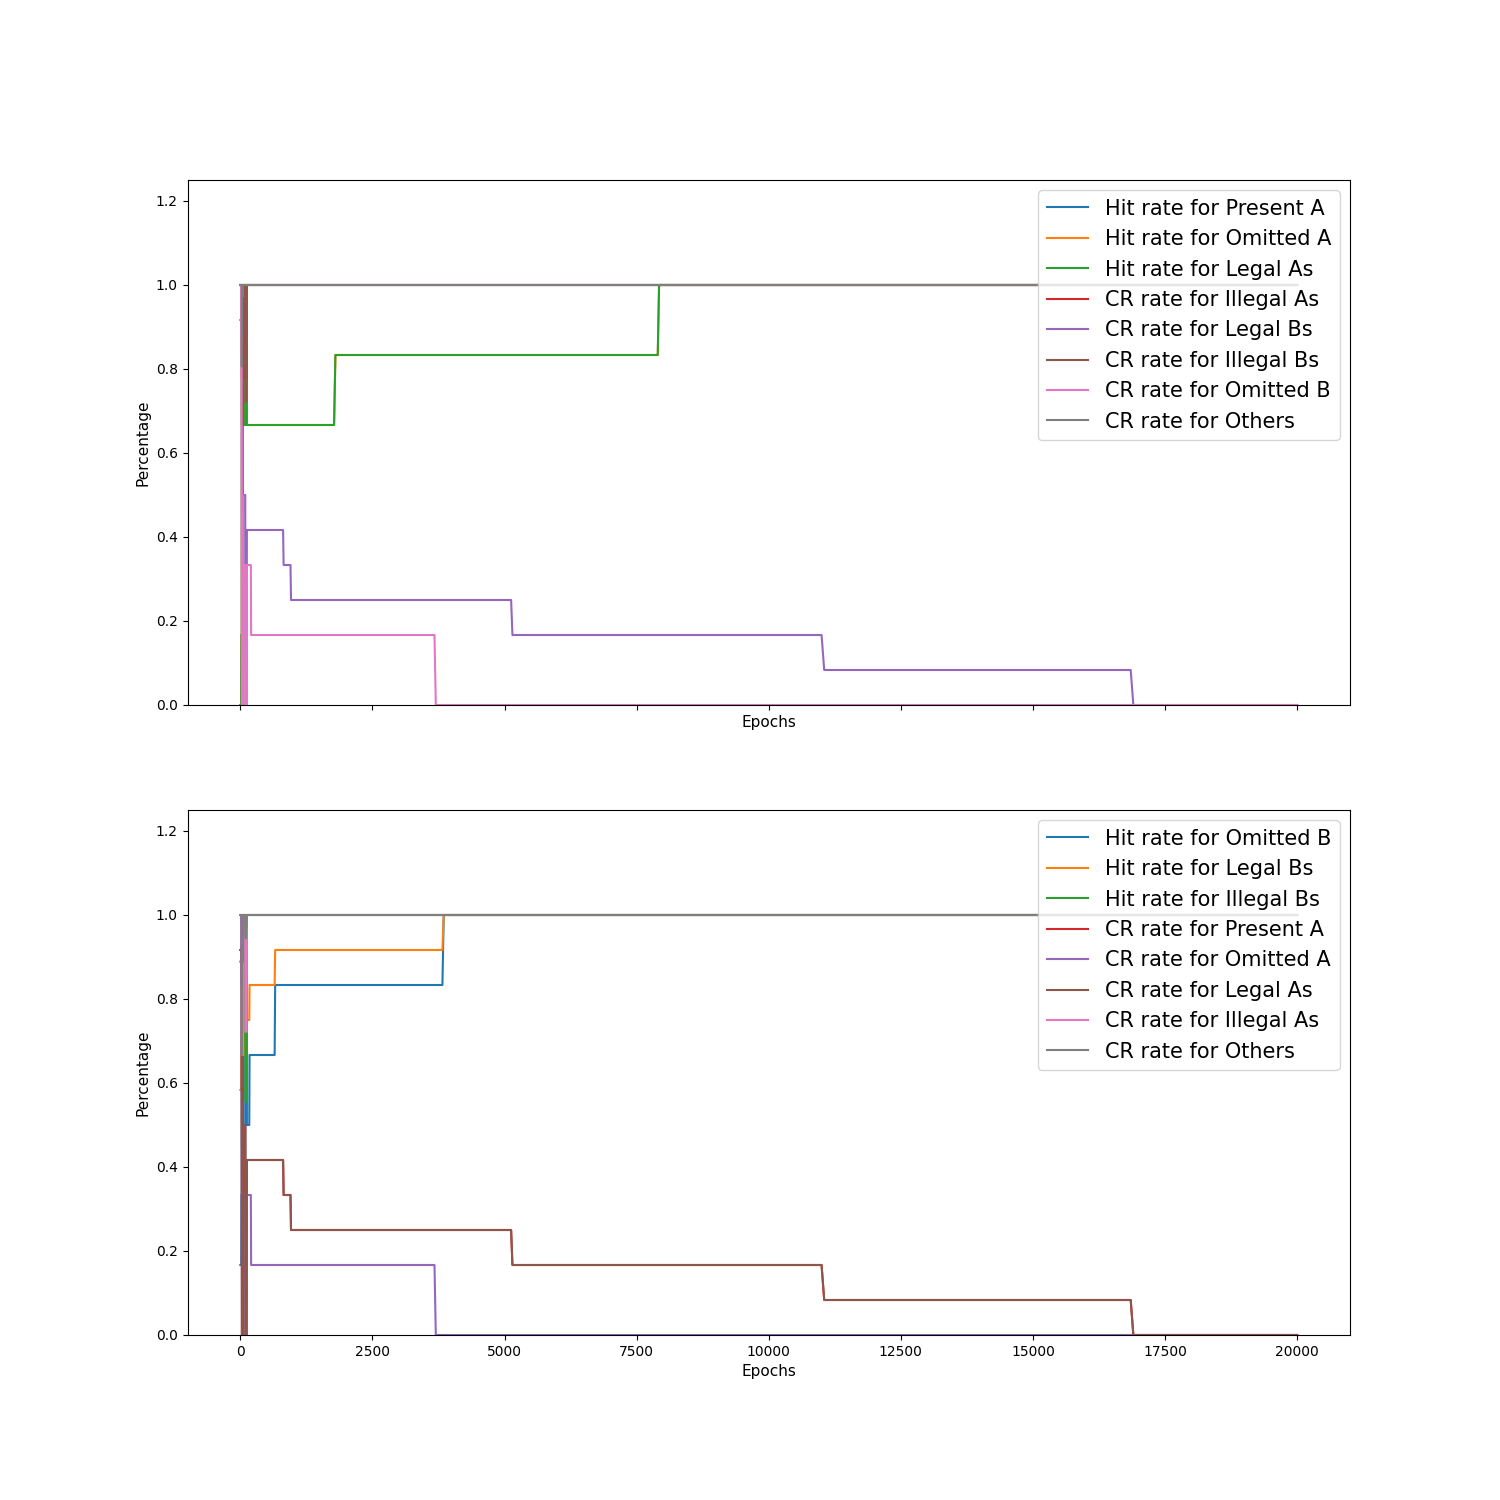 1.2
1.0
0.8
0.6
0.4
0.2
0.0
Percentage
Epochs
Hit rate for Present A
Hit rate for Omitted A
Hit rate for Legal As
CR rate for Illegal As
CR rate for Legal Bs
CR rate for Illegal Bs
CR rate for Omitted B
CR rate for Others
1.2
1.0
0.8
0.6
0.4
0.2
0.0
Percentage
0 2500 5000 7500 10000 12500 15000 17500 20000
Epochs
Hit rate for Omitted B
Hit rate for Legal Bs
Hit rate for Illegal Bs
CR rate for Present A
CR rate for Omitted A
CR rate for Legal As
CR rate for Illegal As
CR rate for Others